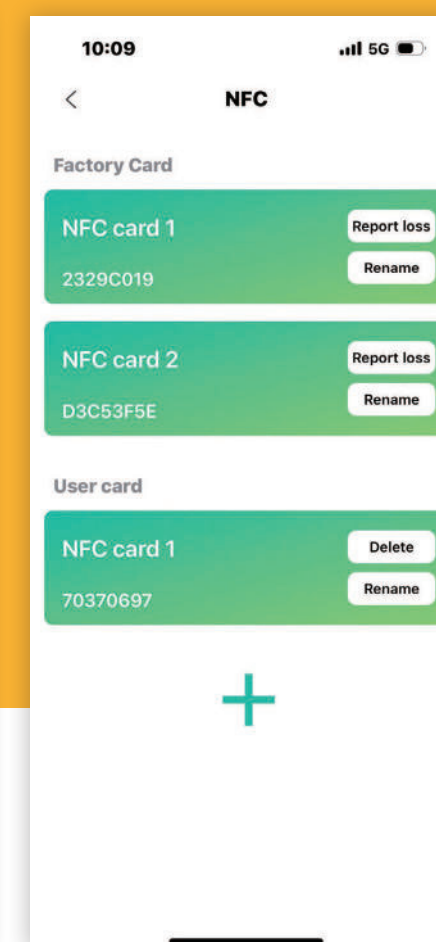 10:09
5G
NFC
Factory Card
NFC card 1
Report loss
2329C019
Rename
NFC card 2
Report loss
D3C53F5E
Rename
User card
NFC card 1
Delete
70370697
Rename